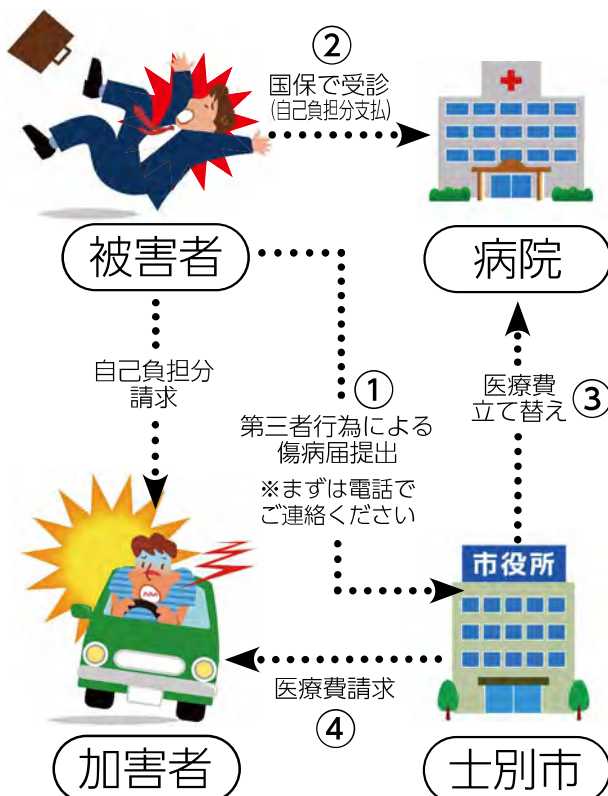 ②
国保で受診
(自己負担分支払)
被害者
病院
自己負担分
請求
①
第三者行為による
傷病届提出
※まずは電話で
ご連絡ください
医療費
立て替え
③
市役所
医療費請求
④
加害者
士別市